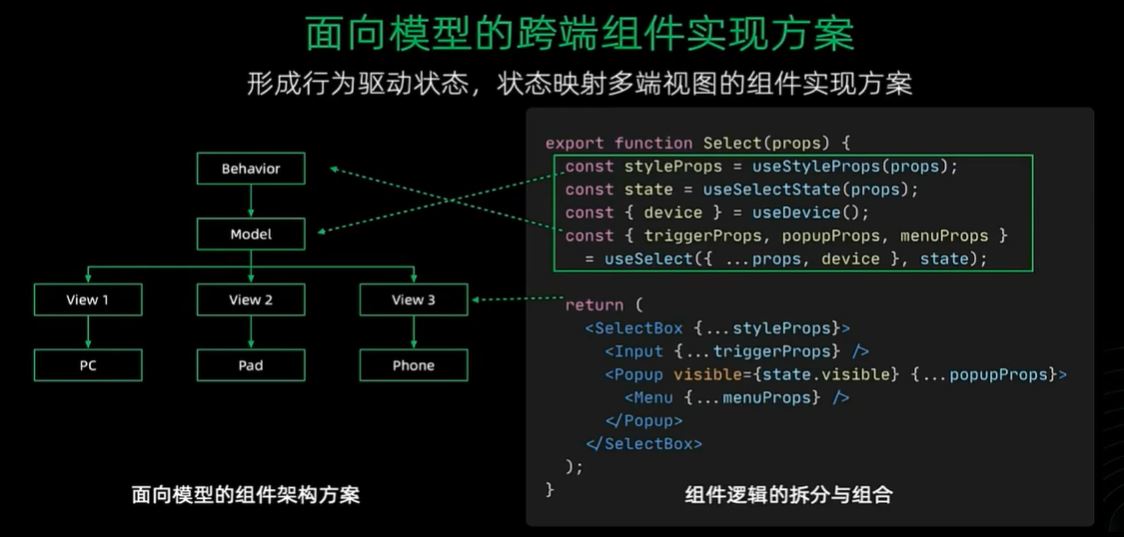 面向模型的跨端组件实现方案
形成行为驱动状态，状态映射多端视图的组件实现方案
Behavior
Model
View 1
View 2
View 3
PC
Pad
Phone
面向模型的组件架构方案
export function Select(props) {
  const styleProps = useStyleProps(props);
  const state = useSelectState(props);
  const { device } = useDevice();
  const { triggerProps, popupProps, menuProps }
    = useSelect({ ...props, device }, state);
  return (
    <SelectBox {...styleProps}>
      <Input {...triggerProps} />
      <Popup visible={state.visible} {...popupProps}>
        <Menu {...menuProps} />
      </Popup>
    </SelectBox>
  );
}
组件逻辑的拆分与组合